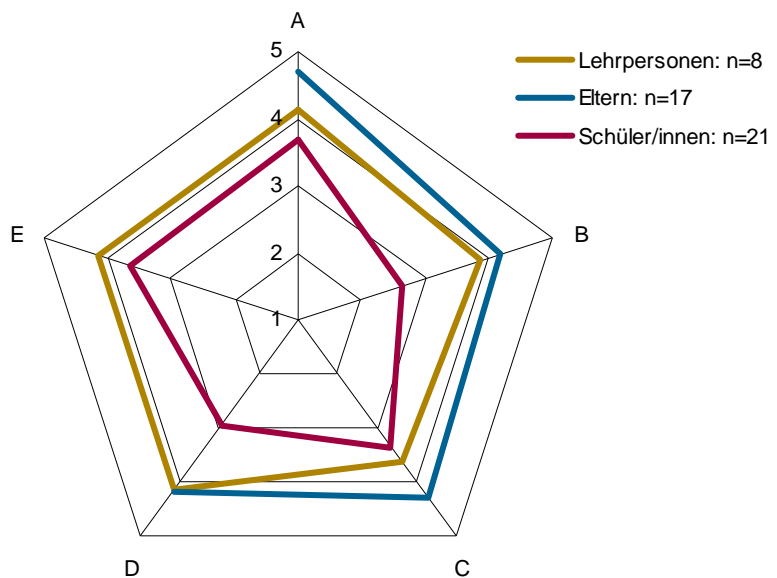 A
5
4
3
2
1
E
B
D
C
Lehrpersonen: n=8
Eltern: n=17
Schüler/innen: n=21